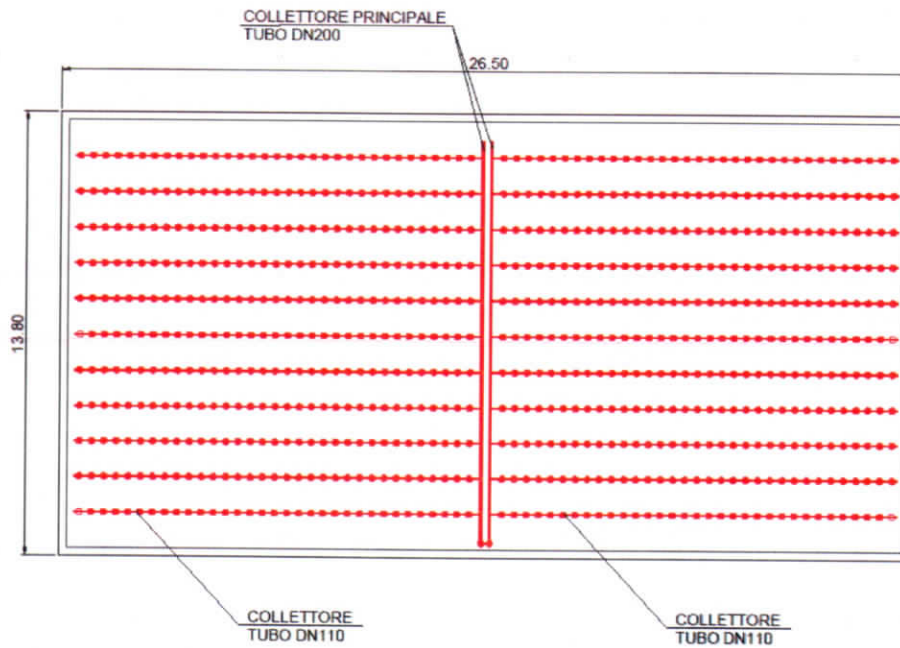 COLLETTORE PRINCIPALE
TUBO DN200
26.50
13.80
COLLETTORE
TUBO DN110
COLLETTORE
TUBO DN110